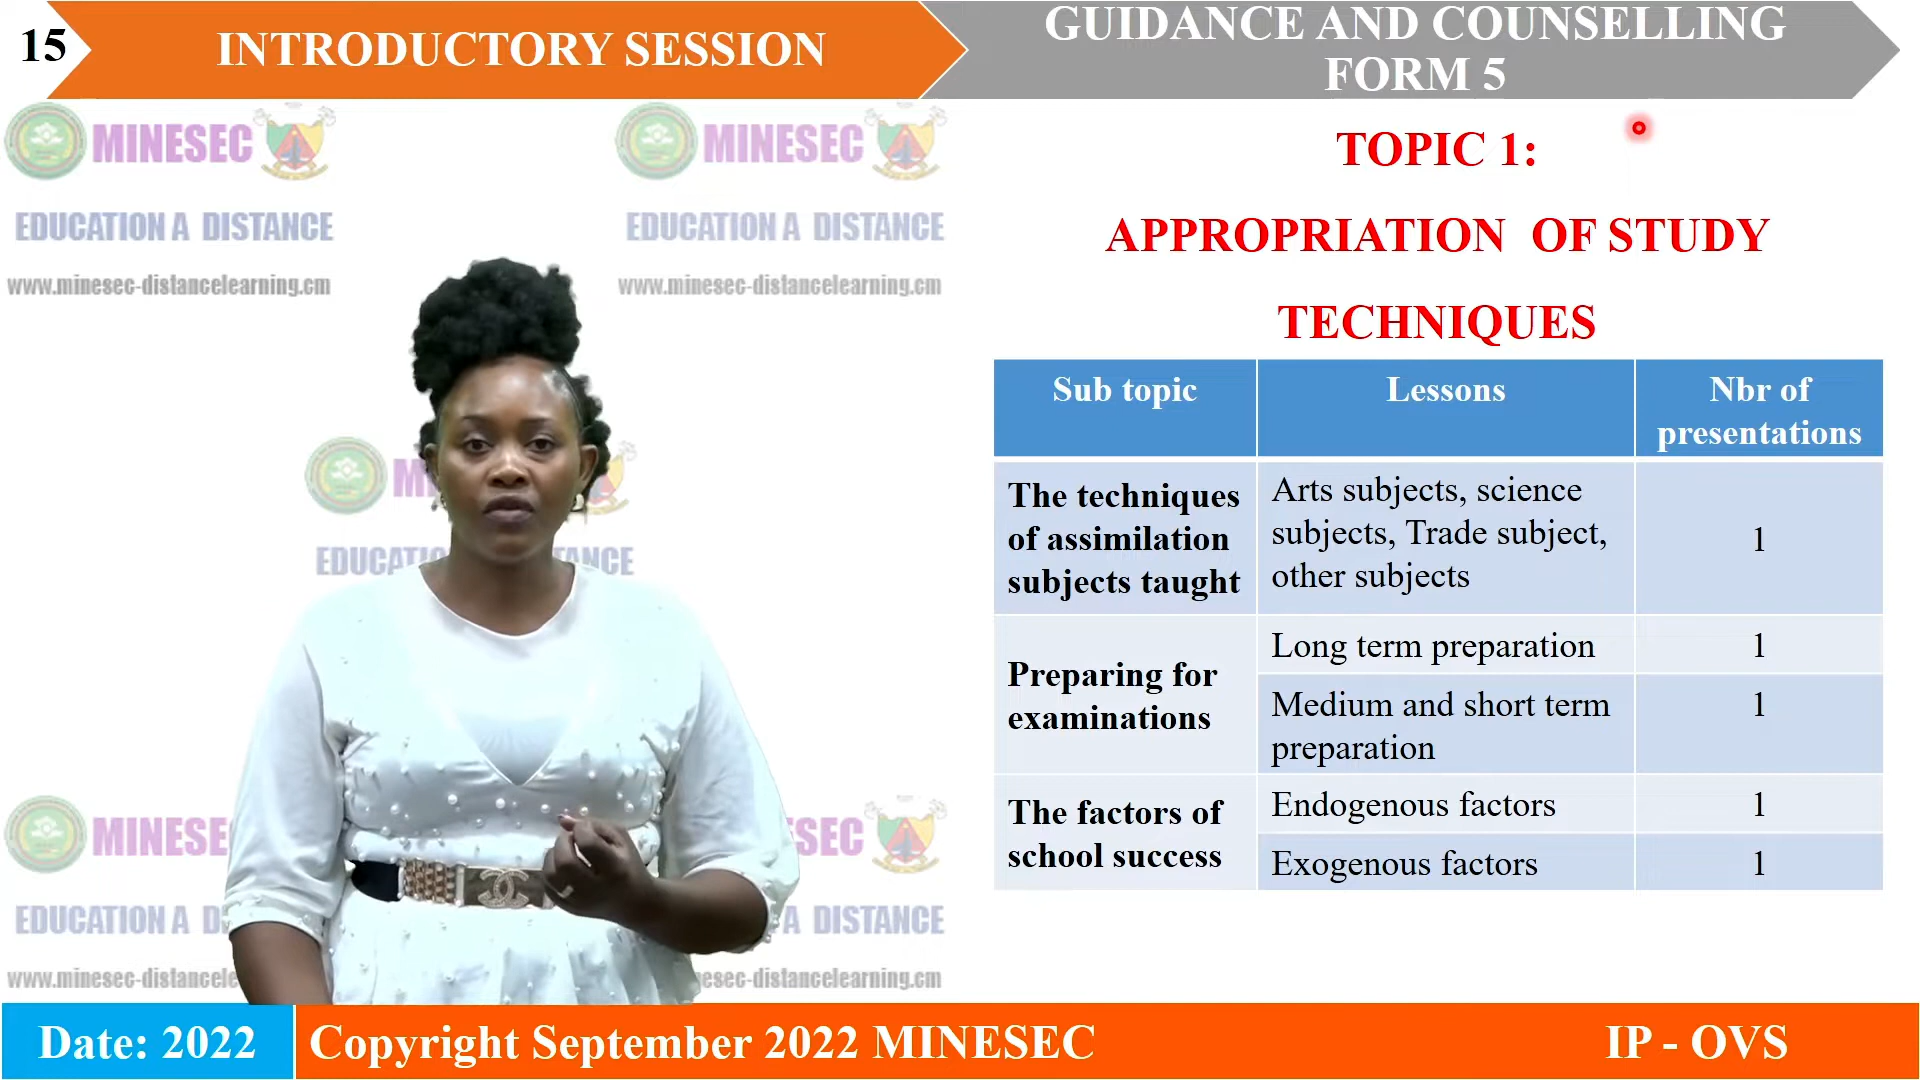 15
INTRODUCTORY SESSION
GUIDANCE AND COUNSELLING
FORM 5
MINESEC
EDUCATION A DISTANCE
www.minesec-distancelearning.cm
MINESEC
EDUCATION A DISTANCE
www.minesec-distancelearning.cm
TOPIC 1:
APPROPRIATION OF STUDY
TECHNIQUES
Sub topic
Lessons
Nbr of
presentations
The techniques
of assimilation
subjects taught
Arts subjects, science
subjects, Trade subject,
other subjects
1
Preparing for
examinations
Long term preparation
1
Medium and short term
preparation
1
The factors of
school success
Endogenous factors
1
Exogenous factors
1
Date: 2022
Copyright September 2022 MINESEC
IP - OVS